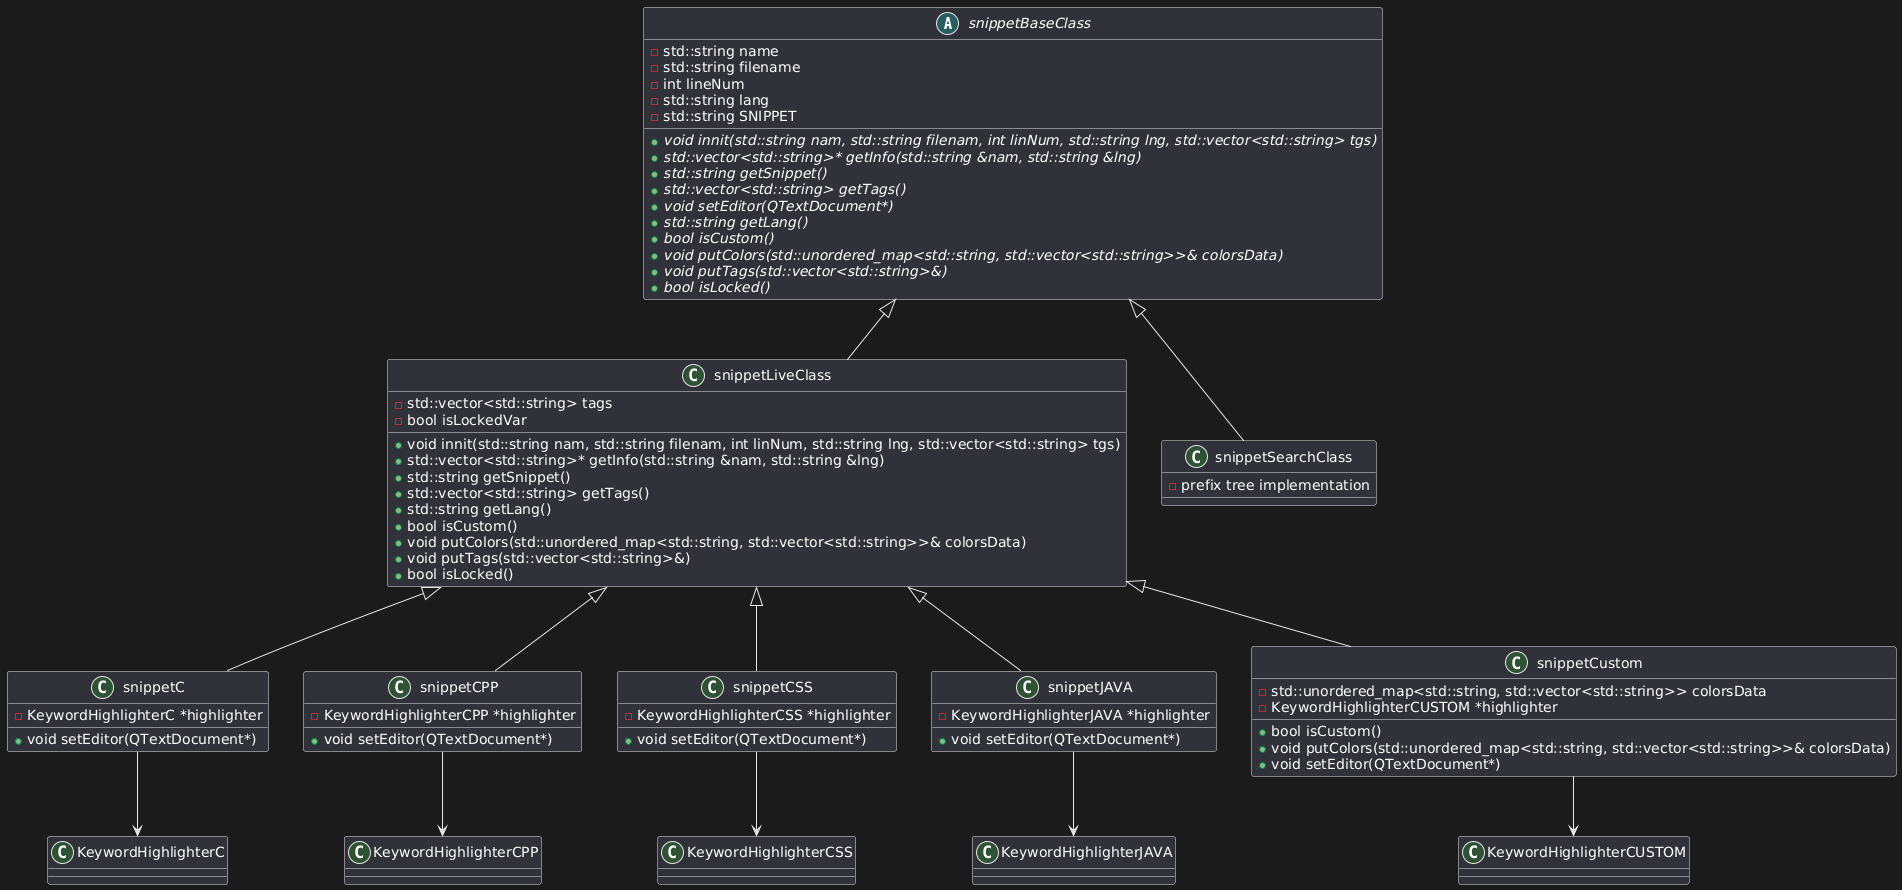 A snippetBaseClass
std::string name
std::string filename
int lineNum
std::string lang
std::string SNIPPET
void innit(std::string nam, std::string filenam, int linNum, std::string lng, std::vector<std::string> tgs)
std::vector<std::string>* getInfo(std::string &nam, std::string &lng)
std::string getSnippet()
std::vector<std::string> getTags()
void setEditor(QTextDocument*)
std::string getLang()
bool isCustom()
void putColors(std::unordered_map<std::string, std::vector<std::string>>& colorsData)
void putTags(std::vector<std::string>&)
bool isLocked()
C snippetLiveClass
std::vector<std::string> tags
bool isLockedVar
void innit(std::string nam, std::string filenam, int linNum, std::string lng, std::vector<std::string> tgs)
std::vector<std::string>* getInfo(std::string &nam, std::string &lng)
std::string getSnippet()
std::vector<std::string> getTags()
std::string getLang()
bool isCustom()
void putColors(std::unordered_map<std::string, std::vector<std::string>>& colorsData)
void putTags(std::vector<std::string>&)
bool isLocked()
C snippetSearchClass
prefix tree implementation
C snippetC
KeywordHighlighterC *highlighter
void setEditor(QTextDocument*)
C snippetCPP
KeywordHighlighterCPP *highlighter
void setEditor(QTextDocument*)
C snippetCSS
KeywordHighlighterCSS *highlighter
void setEditor(QTextDocument*)
C snippetJAVA
KeywordHighlighterJAVA *highlighter
void setEditor(QTextDocument*)
C snippetCustom
std::unordered_map<std::string, std::vector<std::string>> colorsData
KeywordHighlighterCUSTOM *highlighter
bool isCustom()
void putColors(std::unordered_map<std::string, std::vector<std::string>>& colorsData)
void setEditor(QTextDocument*)
C KeywordHighlighterC
C KeywordHighlighterCPP
C KeywordHighlighterCSS
C KeywordHighlighterJAVA
C KeywordHighlighterCUSTOM